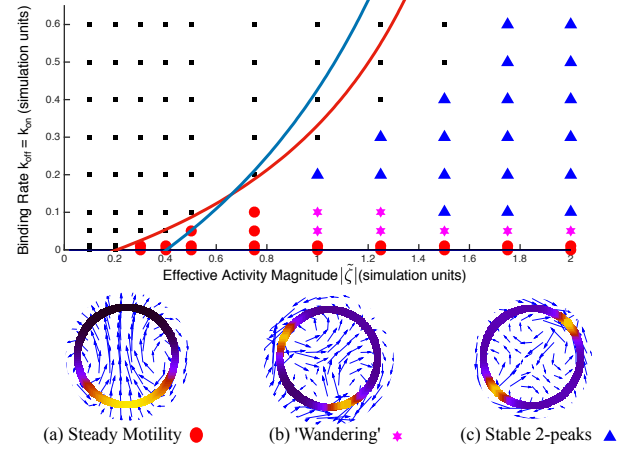 0.6
0.5
0.4
0.3
0.2
0.1
0
Binding Rate k_off = k_on (simulation units)
0 0.2 0.4 0.6 0.8 1 1.2 1.4 1.6 1.8 2
Effective Activity Magnitude |ζ̃| (simulation units)
(a) Steady Motility (b) 'Wandering' (c) Stable 2-peaks